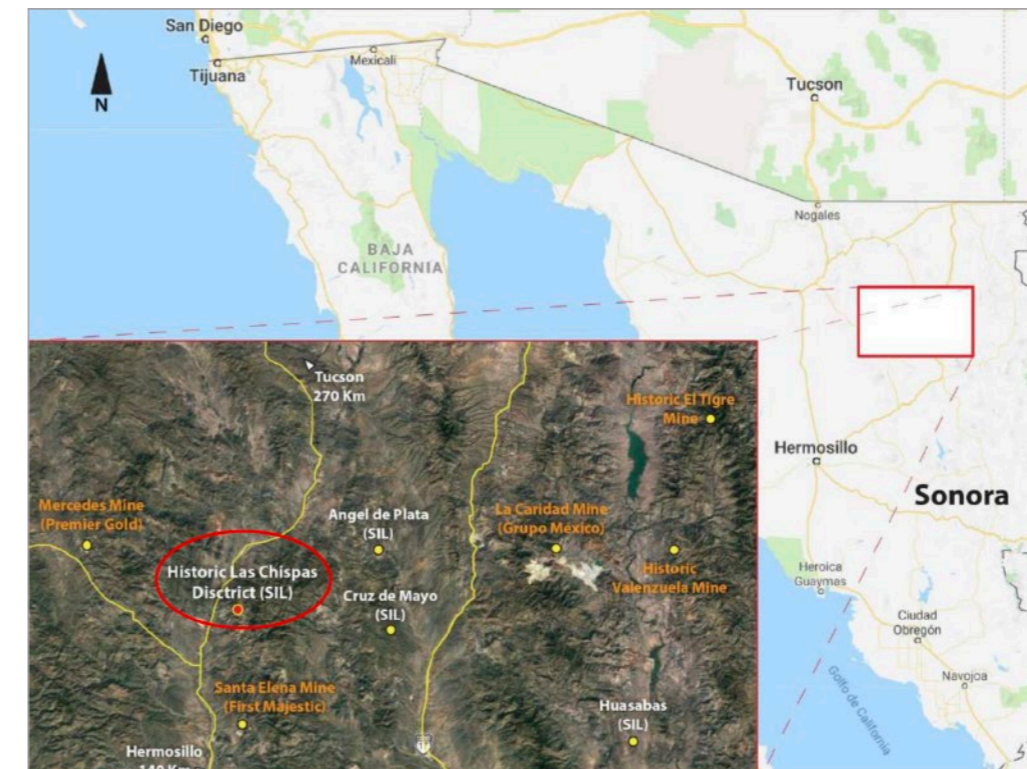 San Diego
Tijuana
Mexicali
N
Tucson
Nogales
BAJA
CALIFORNIA
Hermosillo
Sonora
Heroica
Guaymas
Ciudad
Obregón
Navojoa
Golfo de California
Tucson
270 Km
Historic El Tigre
Mine
Mercedes Mine
(Premier Gold)
Angel de Plata
(SIL)
La Caridad Mine
(Grupo Mexico)
Historic Las Chispas
Disctrict (SIL)
Cruz de Mayo
(SIL)
Historic
Valenzuela Mine
Santa Elena Mine
(First Majestic)
Huasabas
(SIL)
Hermosillo
140 Km